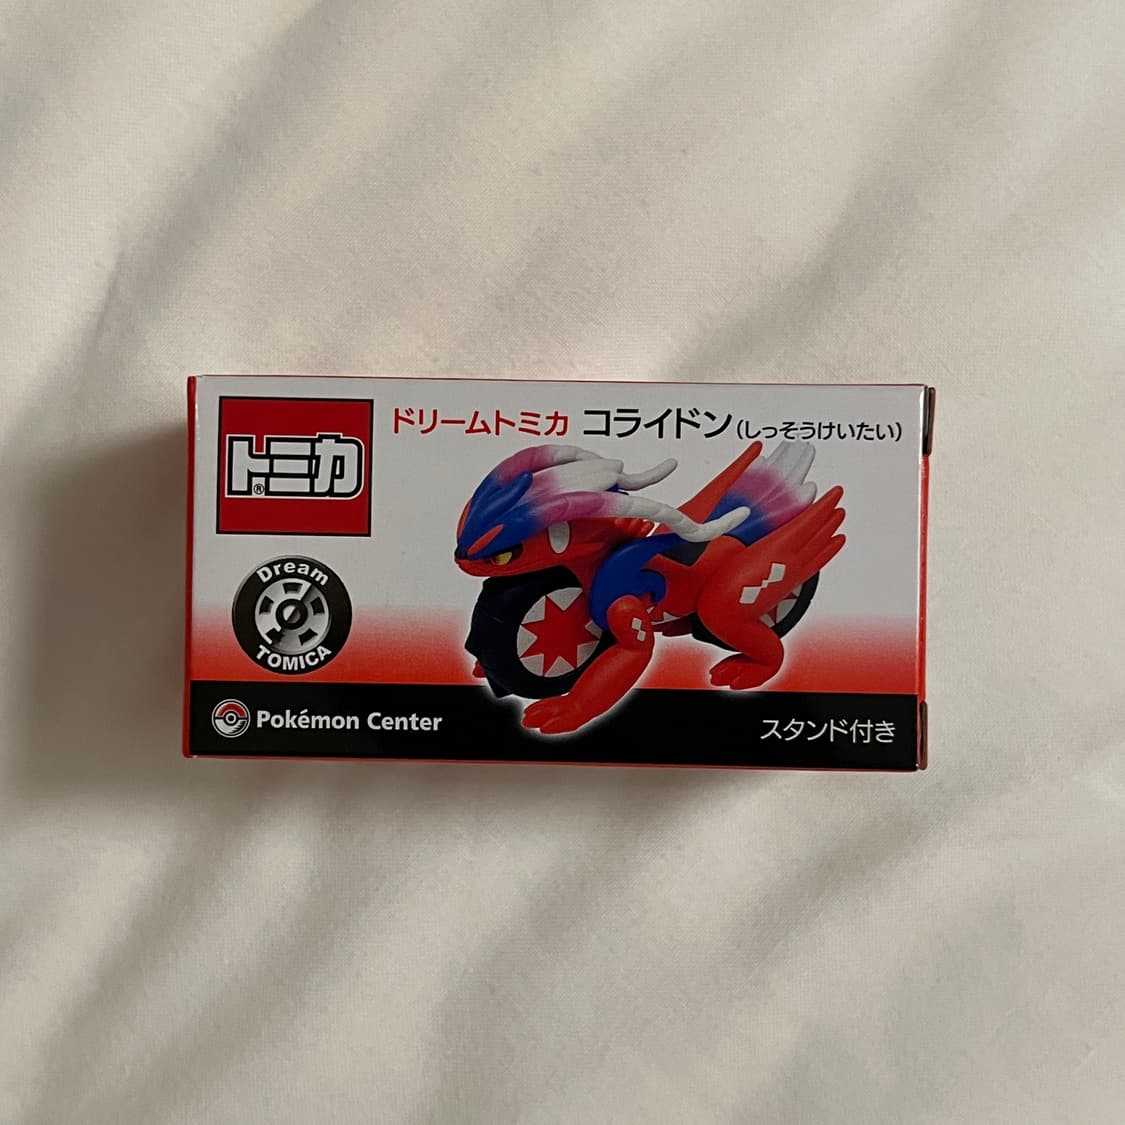 トミカ®
ドリームトミカ コライドン(しっそうけいたい)
Dream
TOMICA
Pokémon Center
スタンド付き